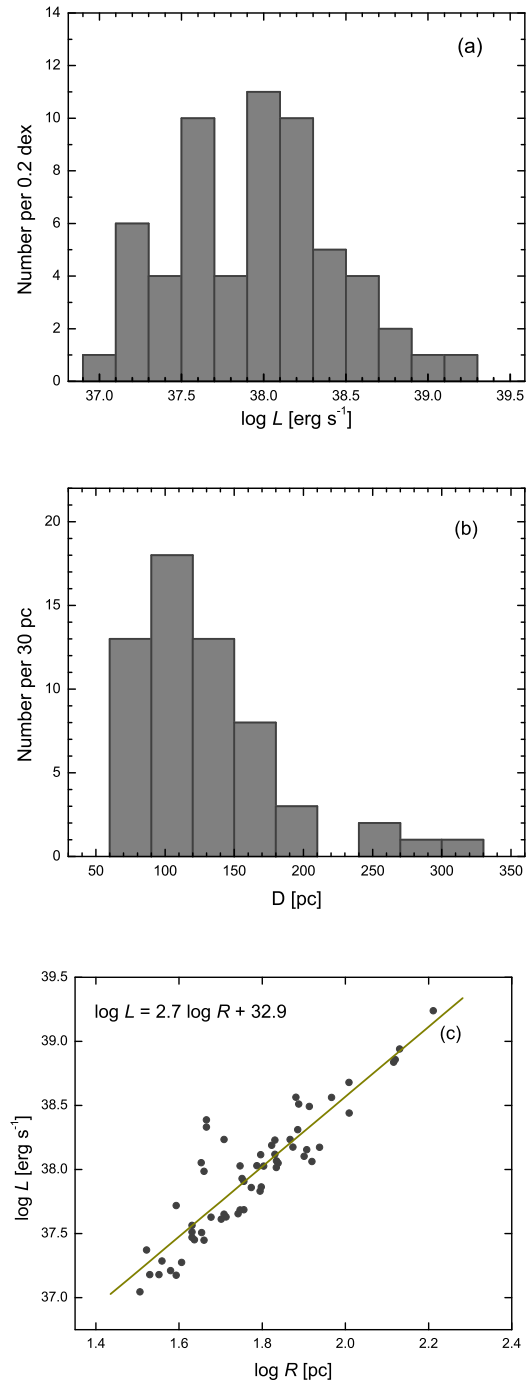 (a)
14
12
10
8
6
4
2
0
Number per 0.2 dex
37.0 37.5 38.0 38.5 39.0 39.5
log L [erg s⁻¹]
(b)
20
15
10
5
0
Number per 30 pc
50 100 150 200 250 300 350
D [pc]
39.5
39.0
38.5
38.0
37.5
37.0
log L [erg s⁻¹]
log L = 2.7 log R + 32.9
(c)
1.4 1.6 1.8 2.0 2.2 2.4
log R [pc]